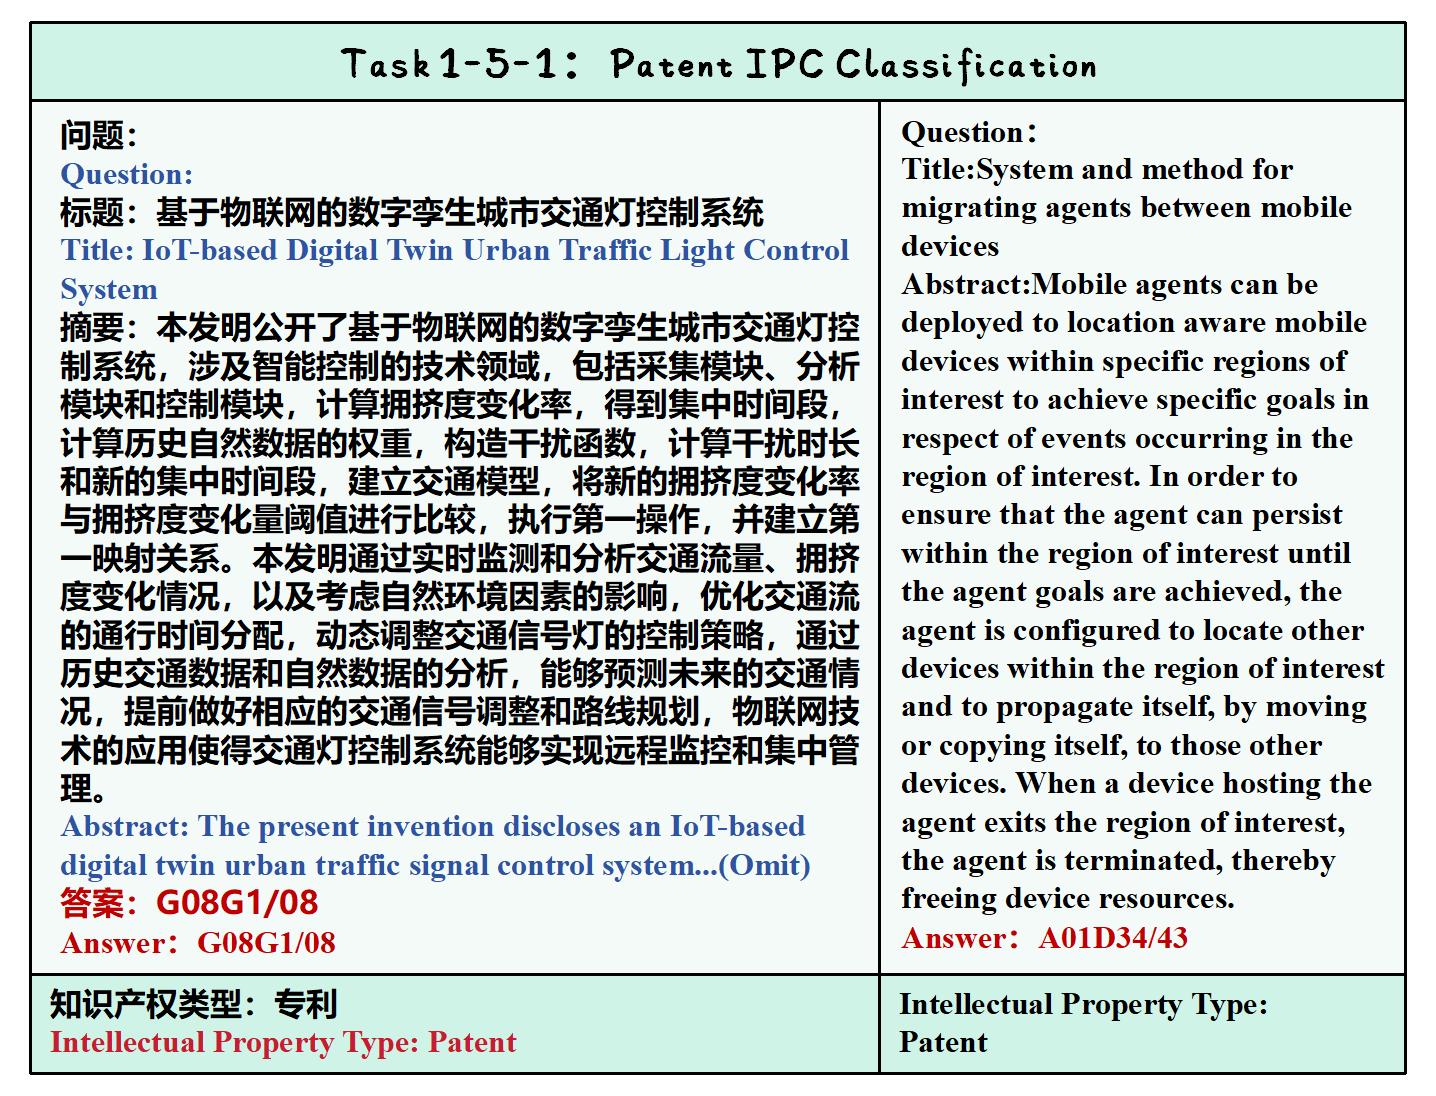 Task 1-5-1: Patent IPC Classification
问题：
Question:
标题：基于物联网的数字孪生城市交通灯控制系统
Title: IoT-based Digital Twin Urban Traffic Light Control
System
摘要：本发明公开了基于物联网的数字孪生城市交通灯控
制系统，涉及智能控制的技术领域，包括采集模块、分析
模块和控制模块，计算拥挤度变化率，得到集中时间段，
计算历史自然数据的权重，构造干扰函数，计算干扰时长
和新的集中时间段，建立交通模型，将新的拥挤度变化率
与拥挤度变化量阈值进行比较，执行第一操作，并建立第
一映射关系。本发明通过实时监测和分析交通流量、拥挤
度变化情况，以及考虑自然环境因素的影响，优化交通流
的通行时间分配，动态调整交通信号灯的控制策略，通过
历史交通数据和自然数据的分析，能够预测未来的交通情
况，提前做好相应的交通信号调整和路线规划，物联网技
术的应用使得交通灯控制系统能够实现远程监控和集中管
理。
Abstract: The present invention discloses an IoT-based
digital twin urban traffic signal control system...(Omit)
答案：G08G1/08
Answer：G08G1/08
Question：
Title:System and method for
migrating agents between mobile
devices
Abstract:Mobile agents can be
deployed to location aware mobile
devices within specific regions of
interest to achieve specific goals in
respect of events occurring in the
region of interest. In order to
ensure that the agent can persist
within the region of interest until
the agent goals are achieved, the
agent is configured to locate other
devices within the region of interest
and to propagate itself, by moving
or copying itself, to those other
devices. When a device hosting the
agent exits the region of interest,
the agent is terminated, thereby
freeing device resources.
Answer：A01D34/43
知识产权类型：专利
Intellectual Property Type: Patent
Intellectual Property Type:
Patent